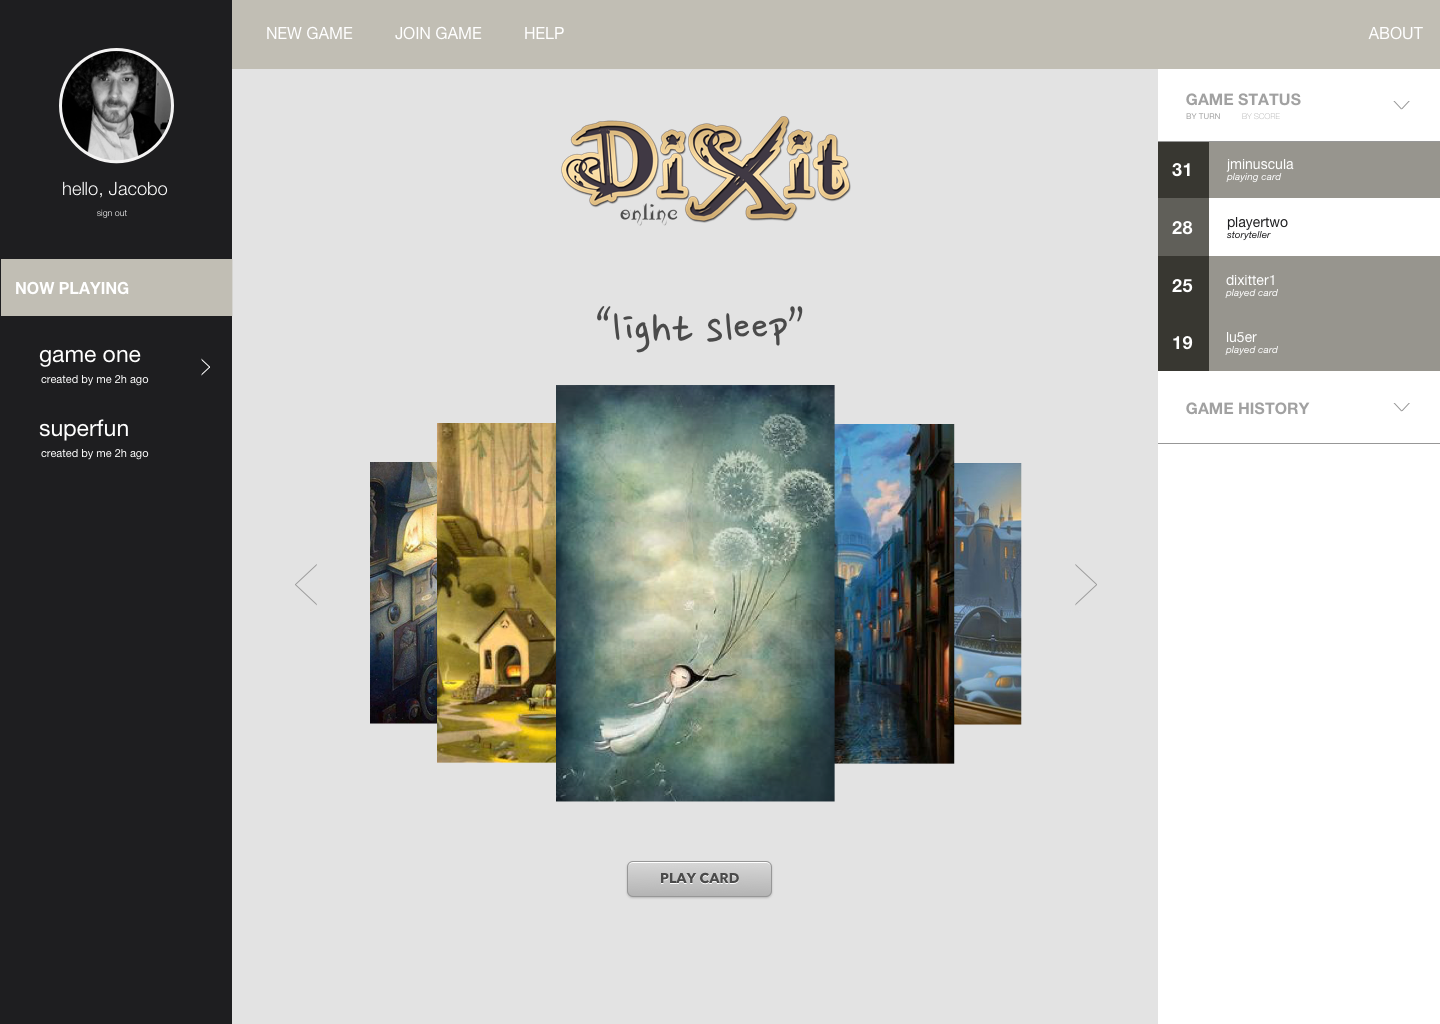 NEW GAME
JOIN GAME
HELP
ABOUT
hello, Jacobo
sign out
NOW PLAYING
game one
created by me 2h ago
superfun
created by me 2h ago
DiXit
online
“light sleep”
PLAY CARD
GAME STATUS
BY TURN
BY SCORE
31
jminuscula
playing card
28
playertwo
storyteller
25
dixitter1
played card
19
lu5er
played card
GAME HISTORY